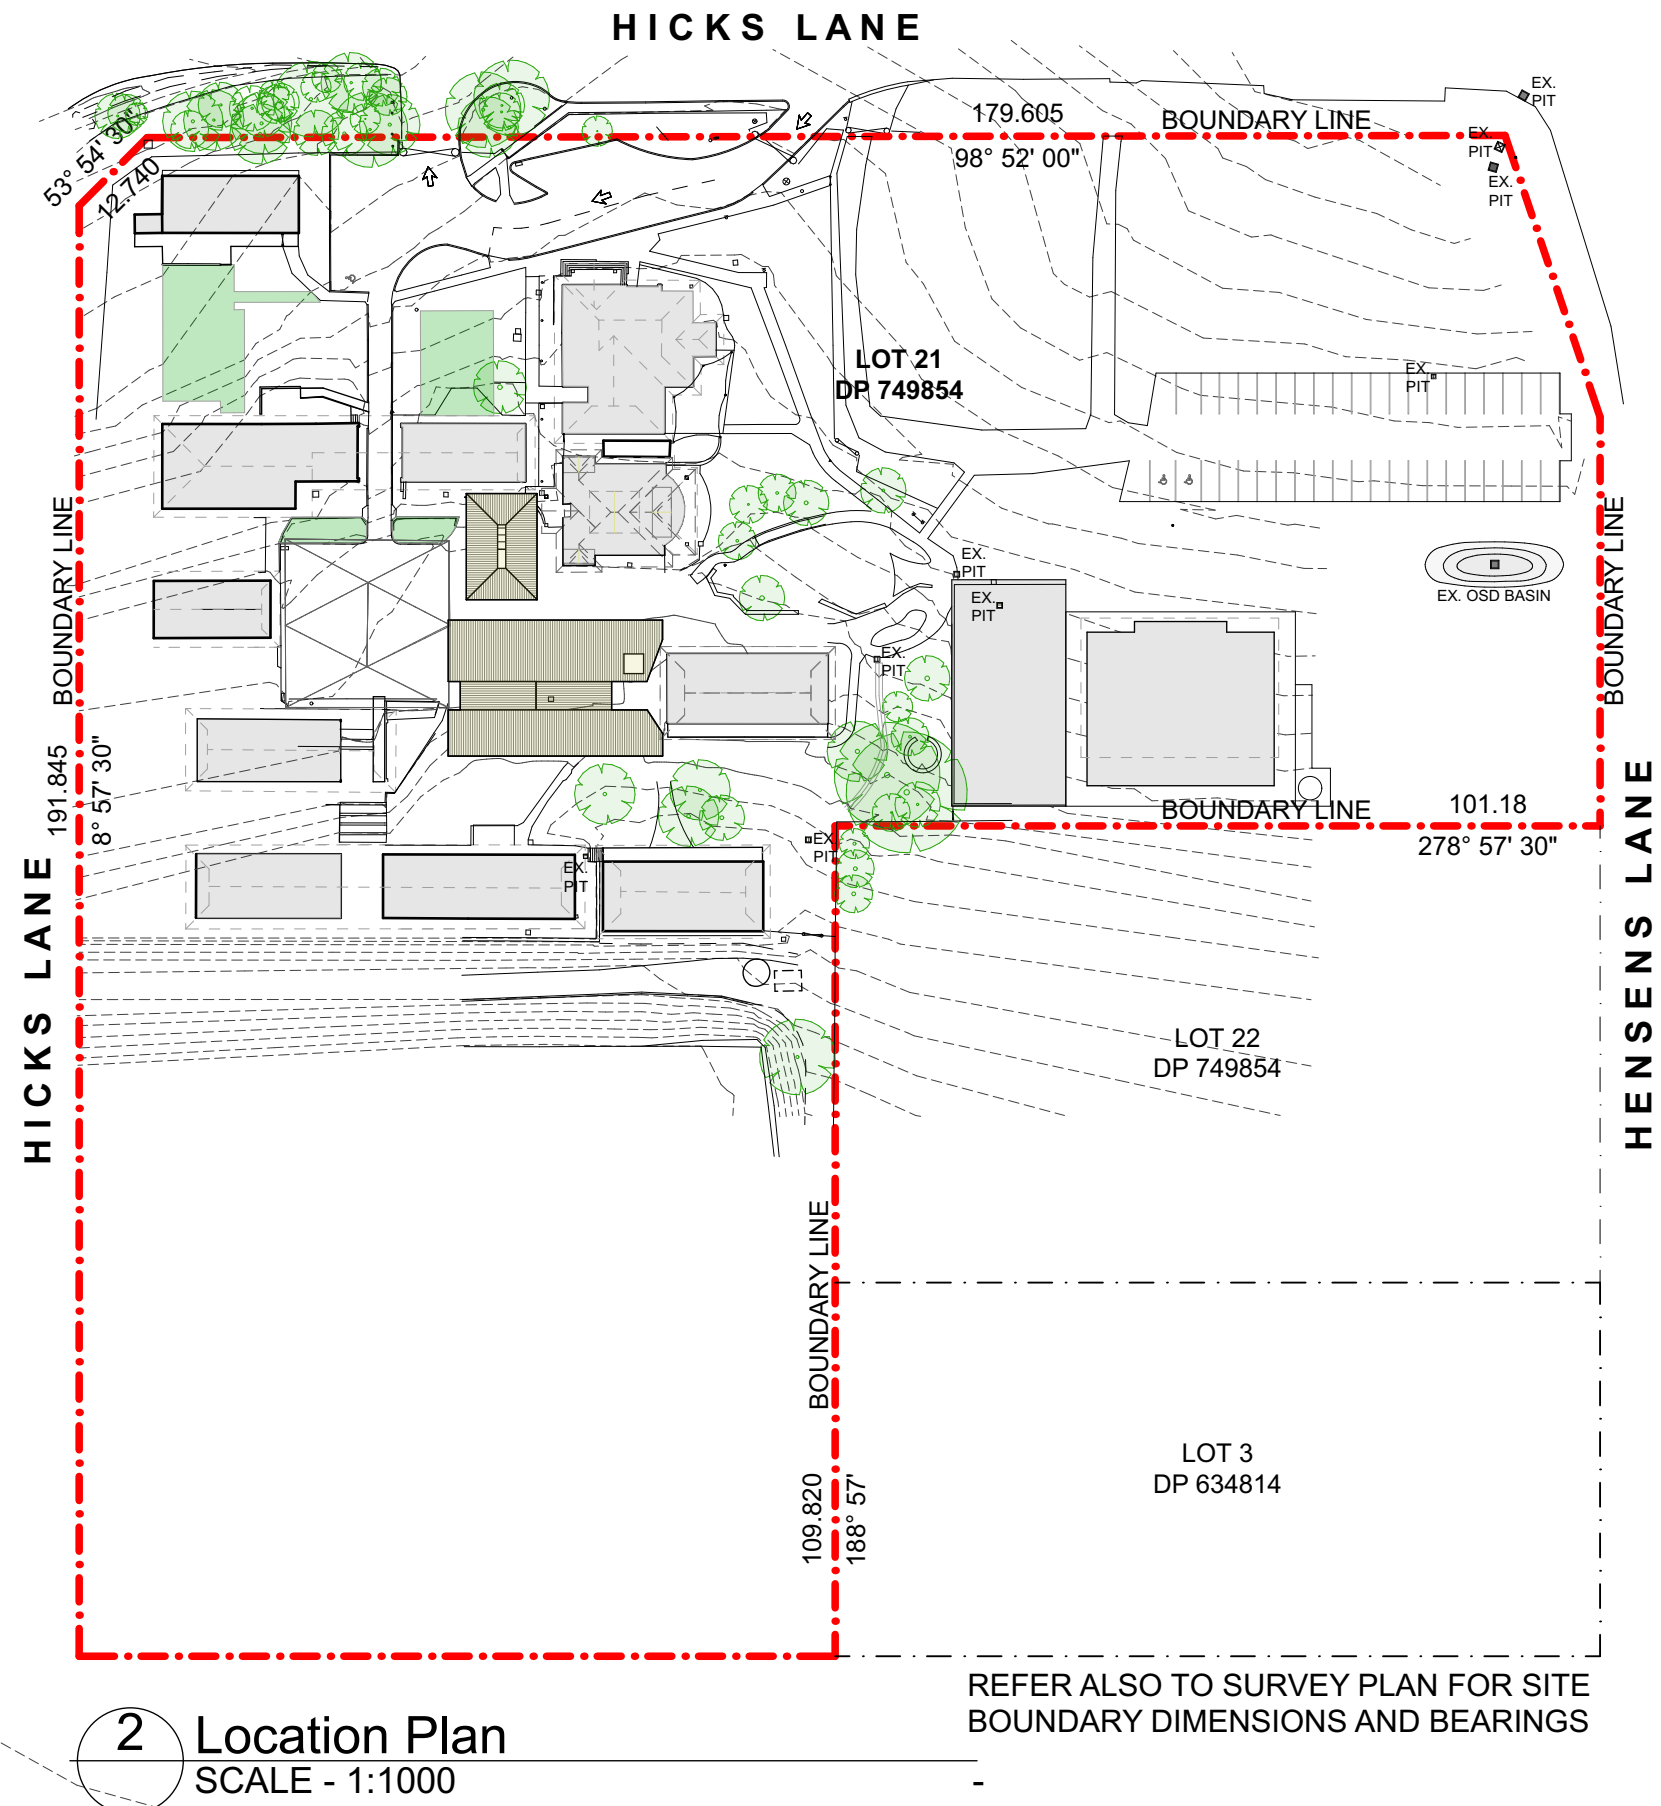 HICKS LANE
EX.
PIT
179.605
BOUNDARY LINE
98° 52' 00"
EX.
PIT
EX.
PIT
53° 54' 30"
12.740
LOT 21
DP 749854
EX.
PIT
BOUNDARY LINE
BOUNDARY LINE
EX.
PIT
EX.
PIT
EX. OSD BASIN
EX.
PIT
191.845
8° 57' 30"
BOUNDARY LINE
101.18
278° 57' 30"
EX.
PIT
EX.
PIT
HICKS LANE
HENSENS LANE
LOT 22
DP 749854
BOUNDARY LINE
109.820
188° 57'
LOT 3
DP 634814
REFER ALSO TO SURVEY PLAN FOR SITE
BOUNDARY DIMENSIONS AND BEARINGS
2
Location Plan
SCALE - 1:1000
-